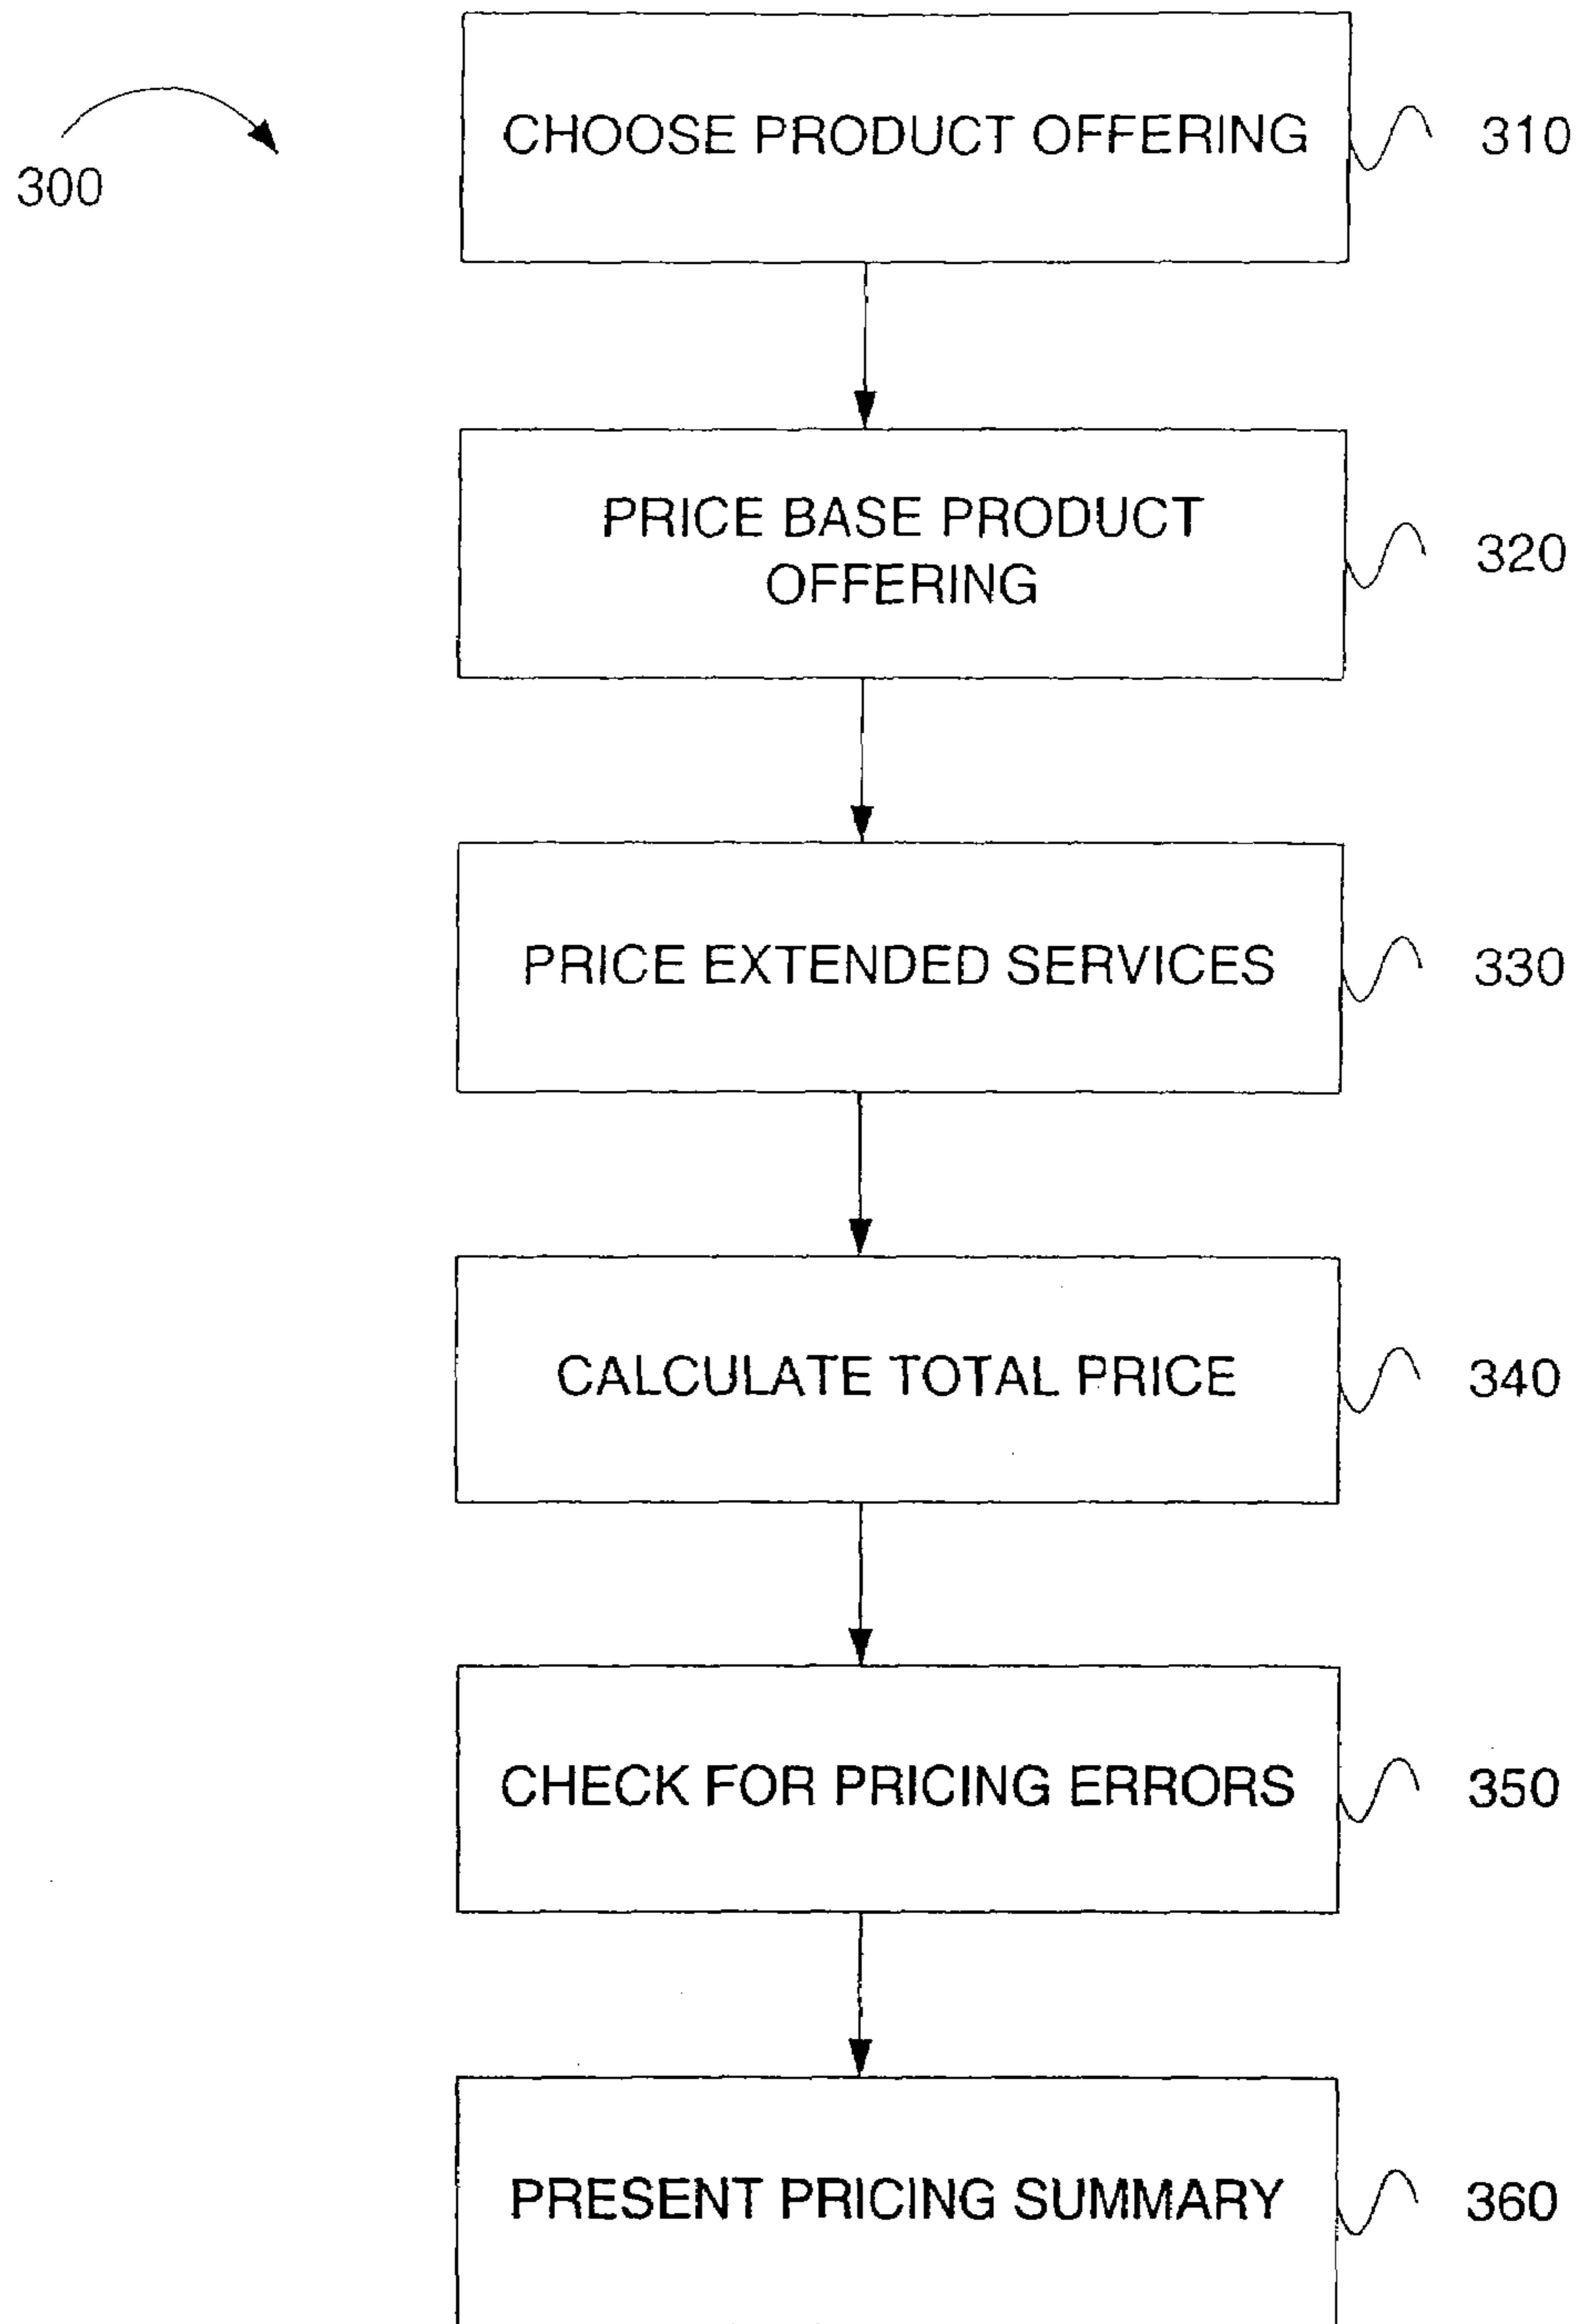 CHOOSE PRODUCT OFFERING
310
300
PRICE BASE PRODUCT
OFFERING
320
PRICE EXTENDED SERVICES
330
CALCULATE TOTAL PRICE
340
CHECK FOR PRICING ERRORS
350
PRESENT PRICING SUMMARY
360